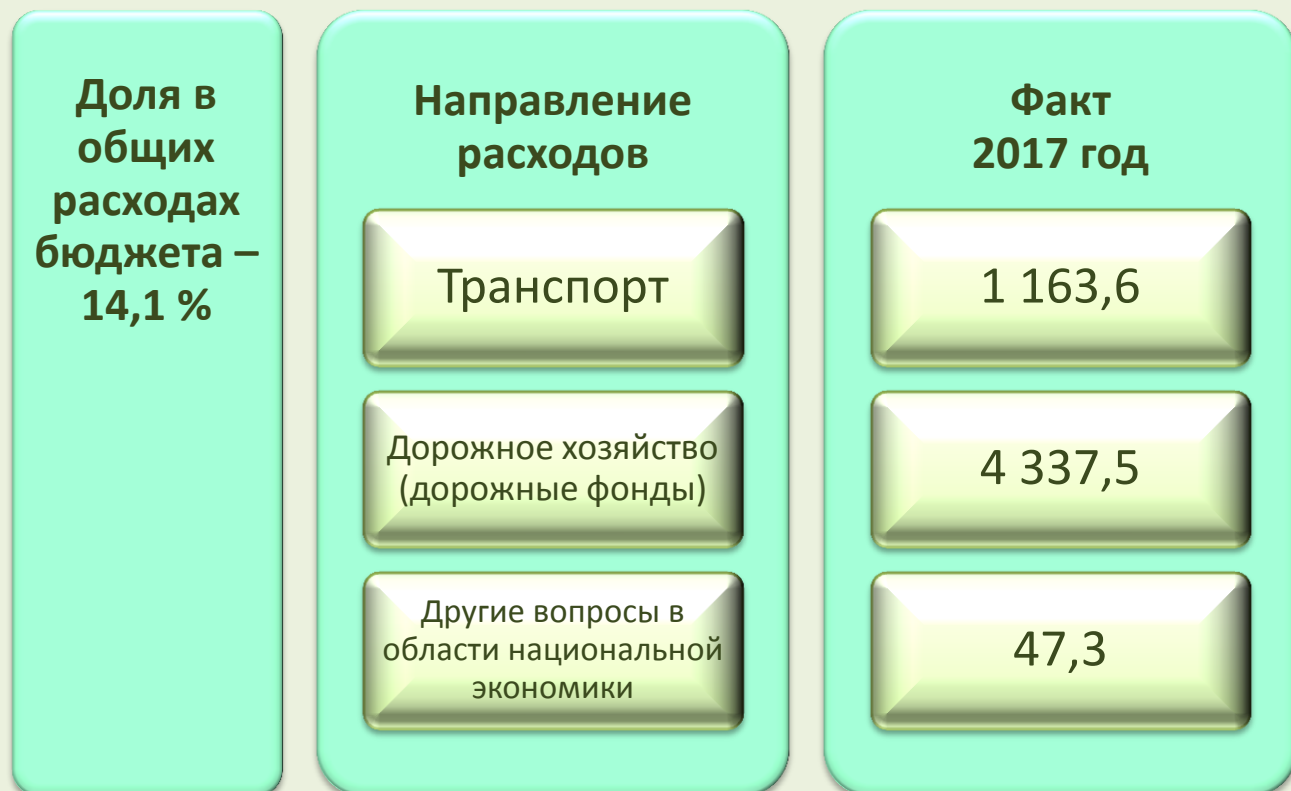 Доля в
общих
расходах
бюджета –
14,1 %
Направление
расходов
Транспорт
Дорожное хозяйство
(дорожные фонды)
Другие вопросы в
области национальной
экономики
Факт
2017 год
1 163,6
4 337,5
47,3